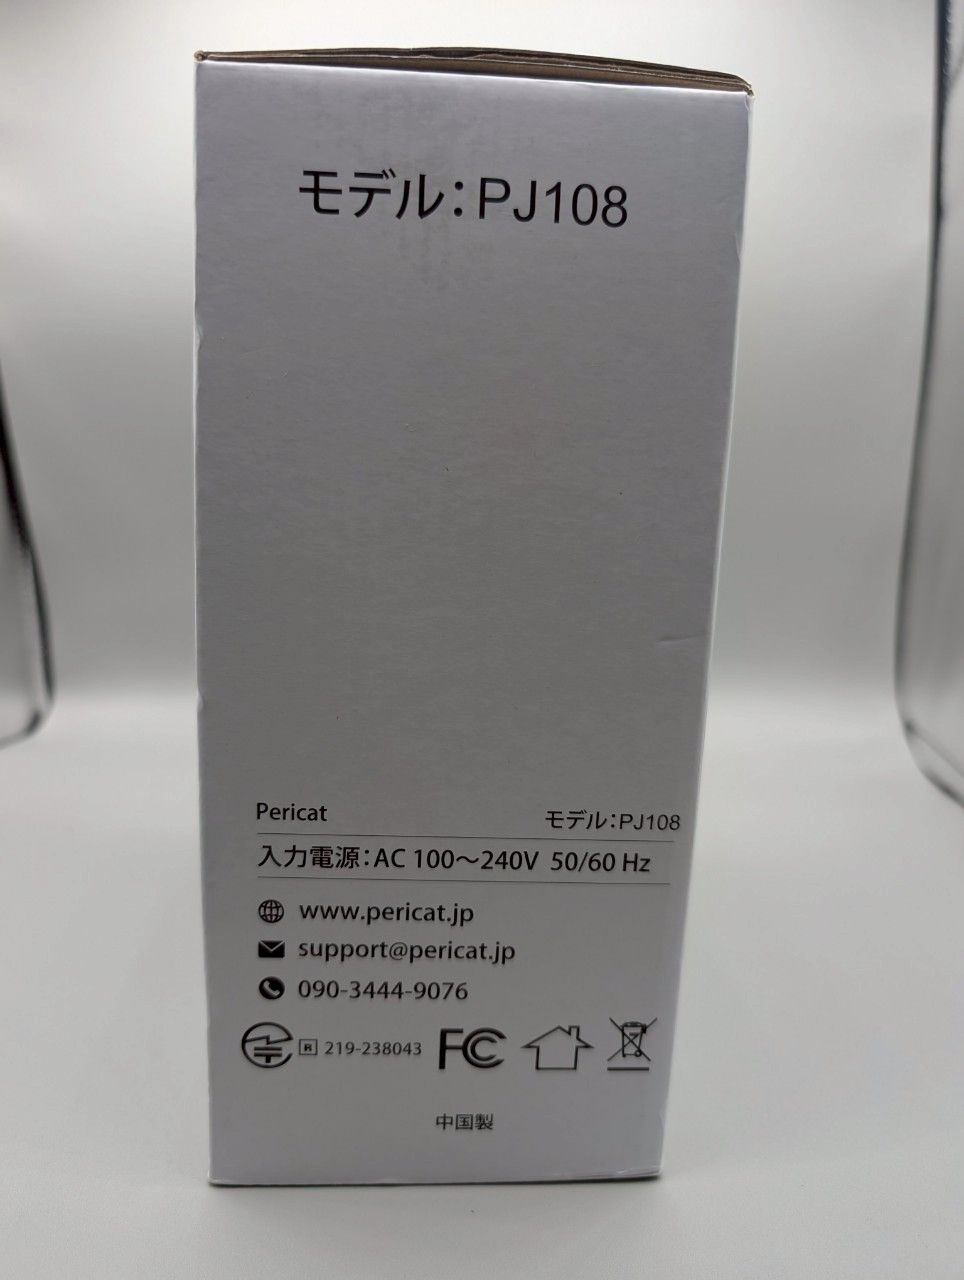 モデル：PJ108
Pericat モデル：PJ108
入力電源：AC 100～240V 50/60 Hz
www.pericat.jp
support@pericat.jp
090-3444-9076
R 219-238043 FC
中国製